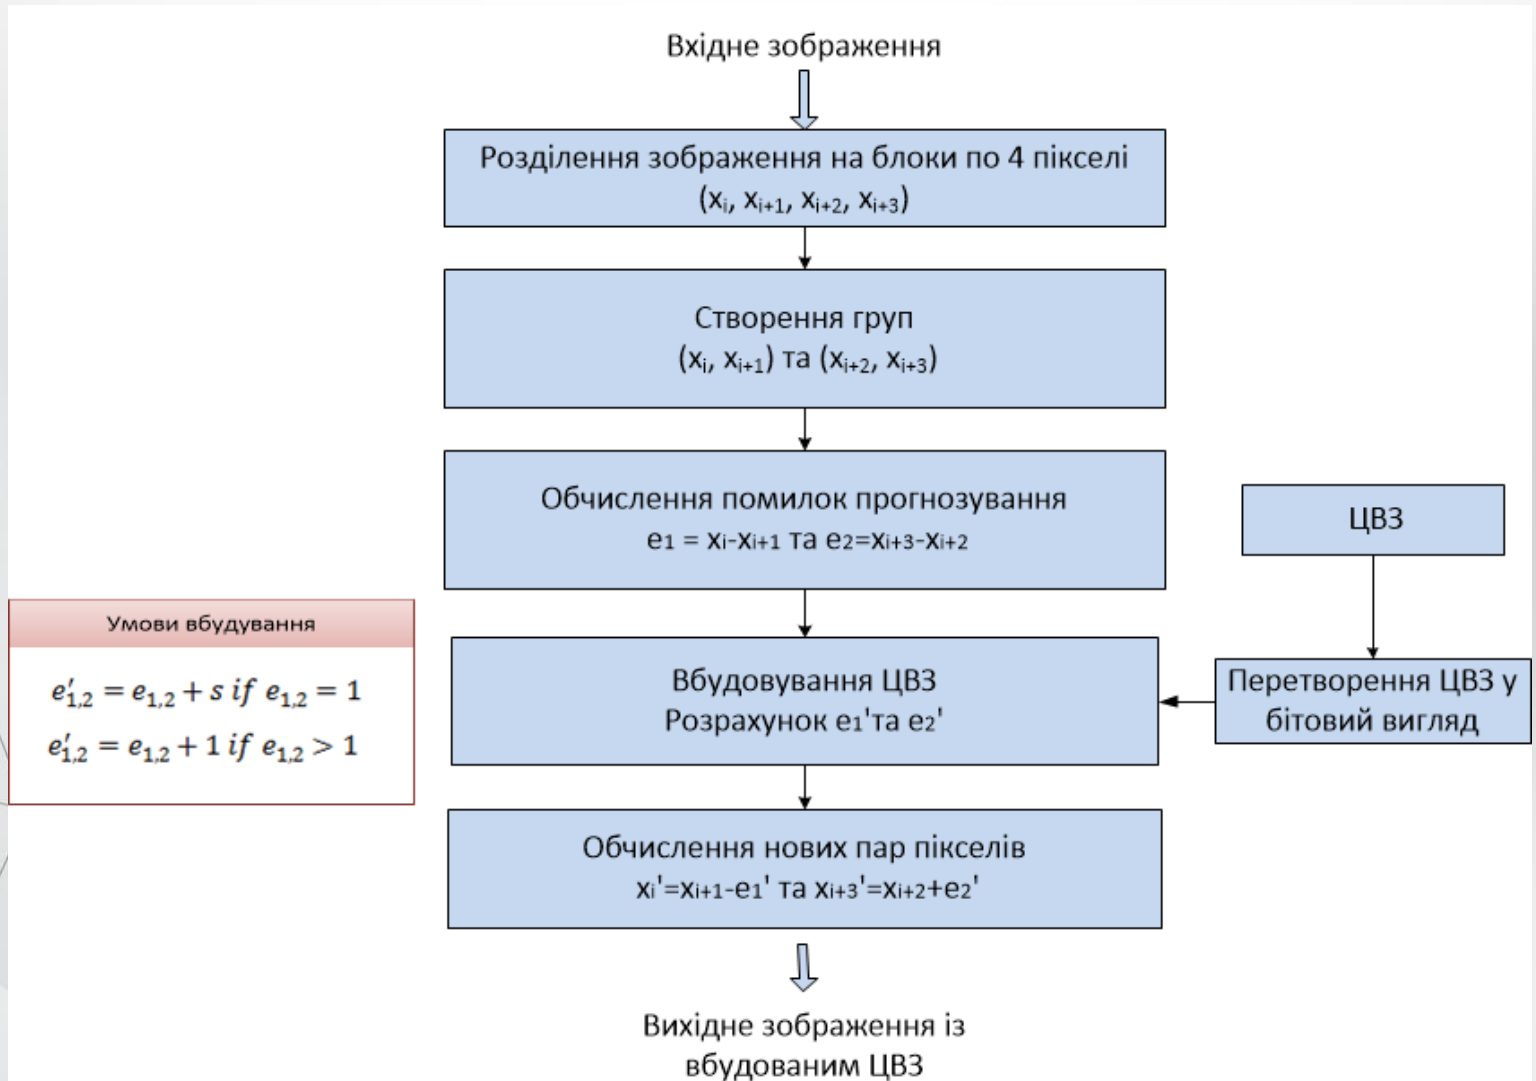 Вхідне зображення
Розділення зображення на блоки по 4 пікселі
(xᵢ, xᵢ₊₁, xᵢ₊₂, xᵢ₊₃)
Створення груп
(xᵢ, xᵢ₊₁) та (xᵢ₊₂, xᵢ₊₃)
Обчислення помилок прогнозування
e₁ = xᵢ-xᵢ₊₁ та e₂=xᵢ₊₃-xᵢ₊₂
ЦВЗ
Умови вбудування
e′₁,₂ = e₁,₂ + s if e₁,₂ = 1
e′₁,₂ = e₁,₂ + 1 if e₁,₂ > 1
Вбудовування ЦВЗ
Розрахунок e₁'та e₂'
Перетворення ЦВЗ у
бітовий вигляд
Обчислення нових пар пікселів
xᵢ'=xᵢ₊₁-e₁' та xᵢ₊₃'=xᵢ₊₂+e₂'
Вихідне зображення із
вбудованим ЦВЗ